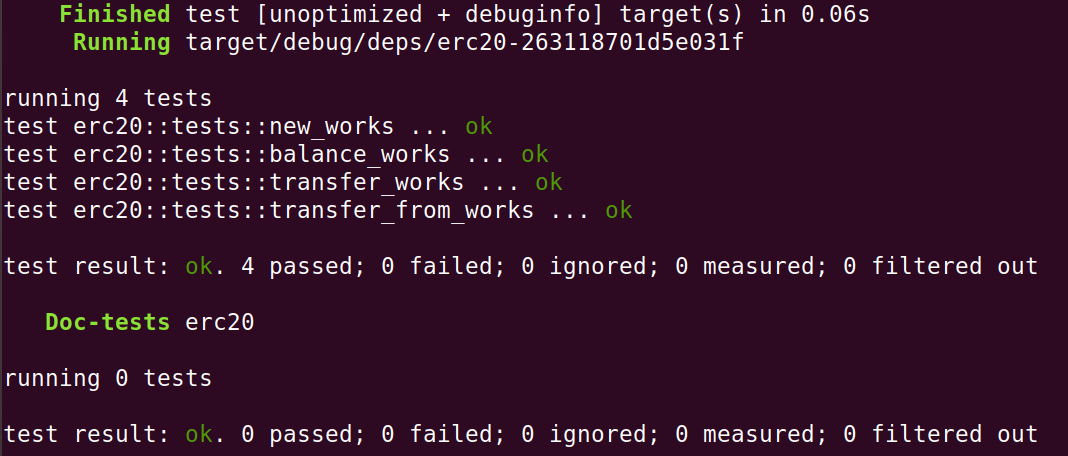 Finished test [unoptimized + debuginfo] target(s) in 0.06s
Running target/debug/deps/erc20-263118701d5e031f
running 4 tests
test erc20::tests::new_works ... ok
test erc20::tests::balance_works ... ok
test erc20::tests::transfer_works ... ok
test erc20::tests::transfer_from_works ... ok
test result: ok. 4 passed; 0 failed; 0 ignored; 0 measured; 0 filtered out
Doc-tests erc20
running 0 tests
test result: ok. 0 passed; 0 failed; 0 ignored; 0 measured; 0 filtered out